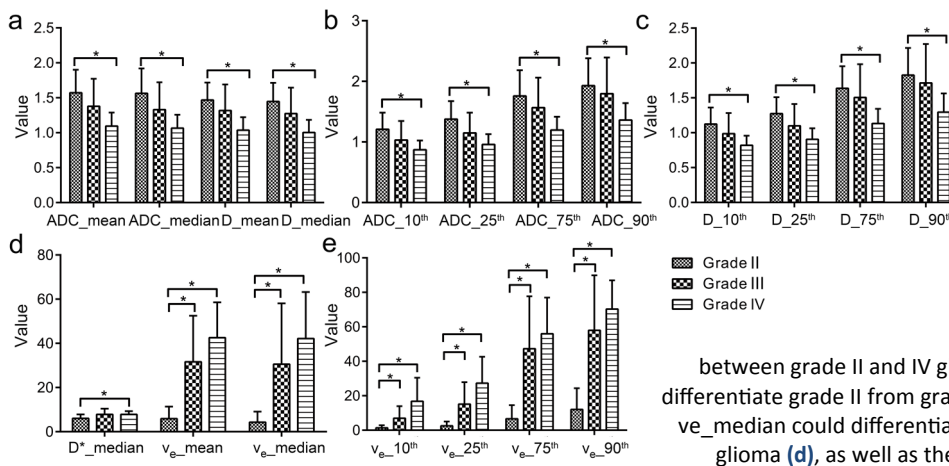 a
2.5
2.0
1.5
1.0
0.5
0.0
Value
* * * *
ADC_mean ADC_median D_mean D_median
b
3
2
1
0
Value
* * * *
ADC_10th ADC_25th ADC_75th ADC_90th
c
2.5
2.0
1.5
1.0
0.5
0.0
Value
* * * *
D_10th D_25th D_75th D_90th
d
80
60
40
20
0
Value
* * * * *
D*_median ve_mean ve_median
e
100
80
60
40
20
0
Value
* * * * * * * *
ve_10th ve_25th ve_75th ve_90th
Grade II
Grade III
Grade IV
between grade II and IV g
differentiate grade II from gra
ve_median could differentia
glioma (d), as well as the